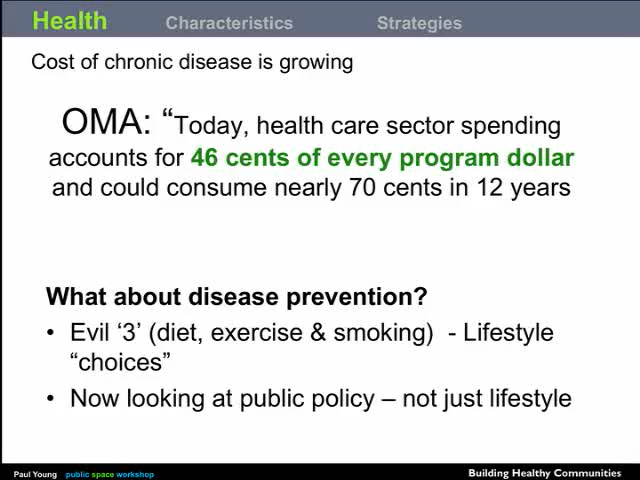 Health Characteristics Strategies
Cost of chronic disease is growing
OMA: “Today, health care sector spending
accounts for 46 cents of every program dollar
and could consume nearly 70 cents in 12 years
What about disease prevention?
• Evil ‘3’ (diet, exercise & smoking) - Lifestyle
“choices”
• Now looking at public policy – not just lifestyle
Paul Young public space workshop Building Healthy Communities